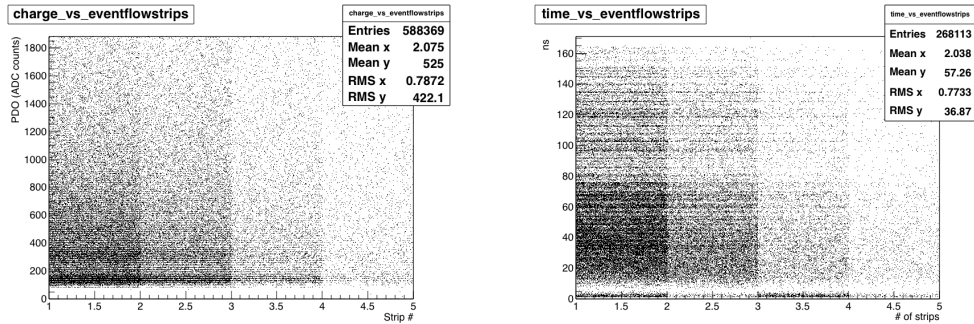 charge_vs_eventflowstrips
charge_vs_eventflowstrips
Entries 588369
Mean x 2.075
Mean y 525
RMS x 0.7872
RMS y 422.1
PDO (ADC counts)
1800
1600
1400
1200
1000
800
600
400
200
0
1 1.5 2 2.5 3 3.5 4 4.5 5
Strip #
time_vs_eventflowstrips
time_vs_eventflowstrips
Entries 268113
Mean x 2.038
Mean y 57.26
RMS x 0.7733
RMS y 36.87
ns
160
140
120
100
80
60
40
20
0
1 1.5 2 2.5 3 3.5 4 4.5 5
# of strips